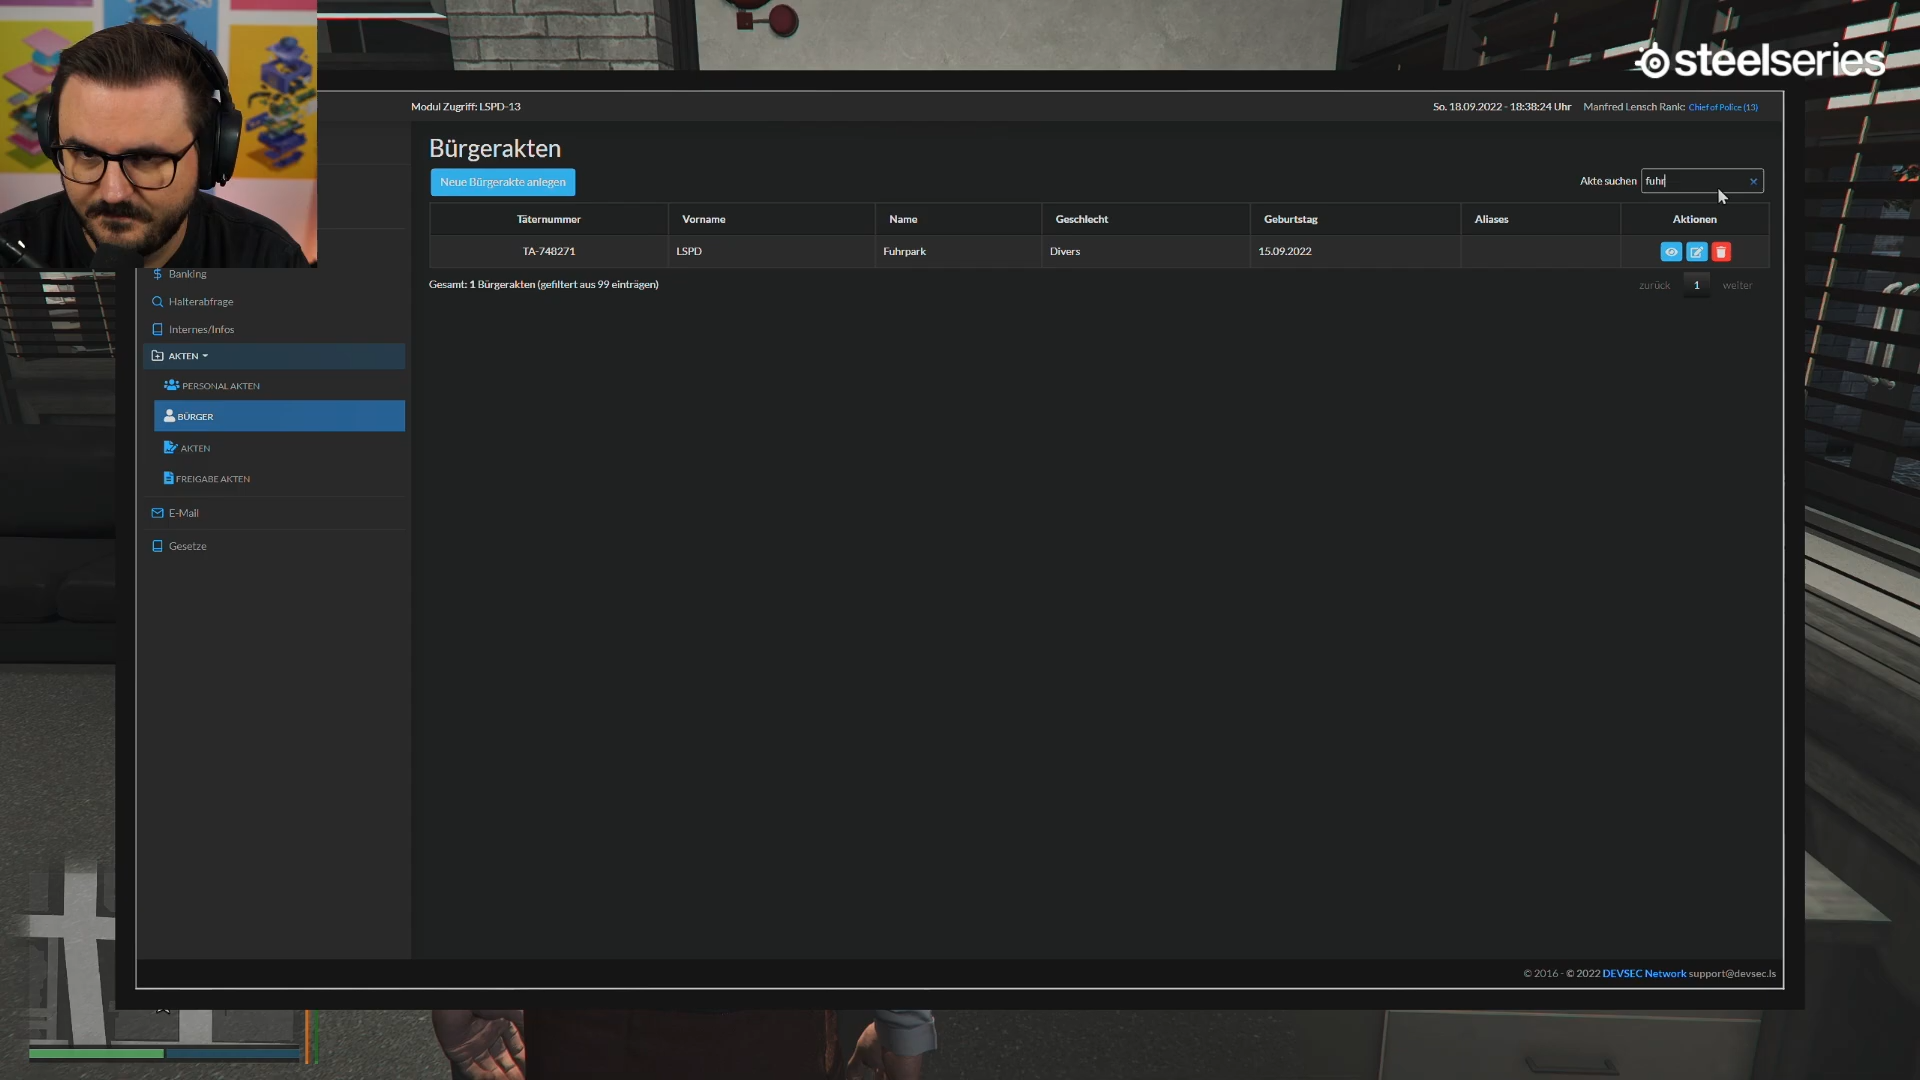 steelseries
Modul Zugriff: LSPD-13
So. 18.09.2022 - 18:38:24 Uhr Manfred Lensch Rank: Chief of Police (13)
Bürgerakten
Neue Bürgerakte anlegen
Akte suchen fuhr
Täternummer Vorname Name Geschlecht Geburtstag Aliases Aktionen
TA-748271 LSPD Fuhrpark Divers 15.09.2022
Gesamt: 1 Bürgerakten (gefiltert aus 99 einträgen)
zurück 1 weiter
Banking
Halterabfrage
Internes/Infos
AKTEN
PERSONAL AKTEN
BÜRGER
AKTEN
FREIGABE AKTEN
E-Mail
Gesetze
© 2016 - © 2022 DEVSEC Network support@devsec.ls